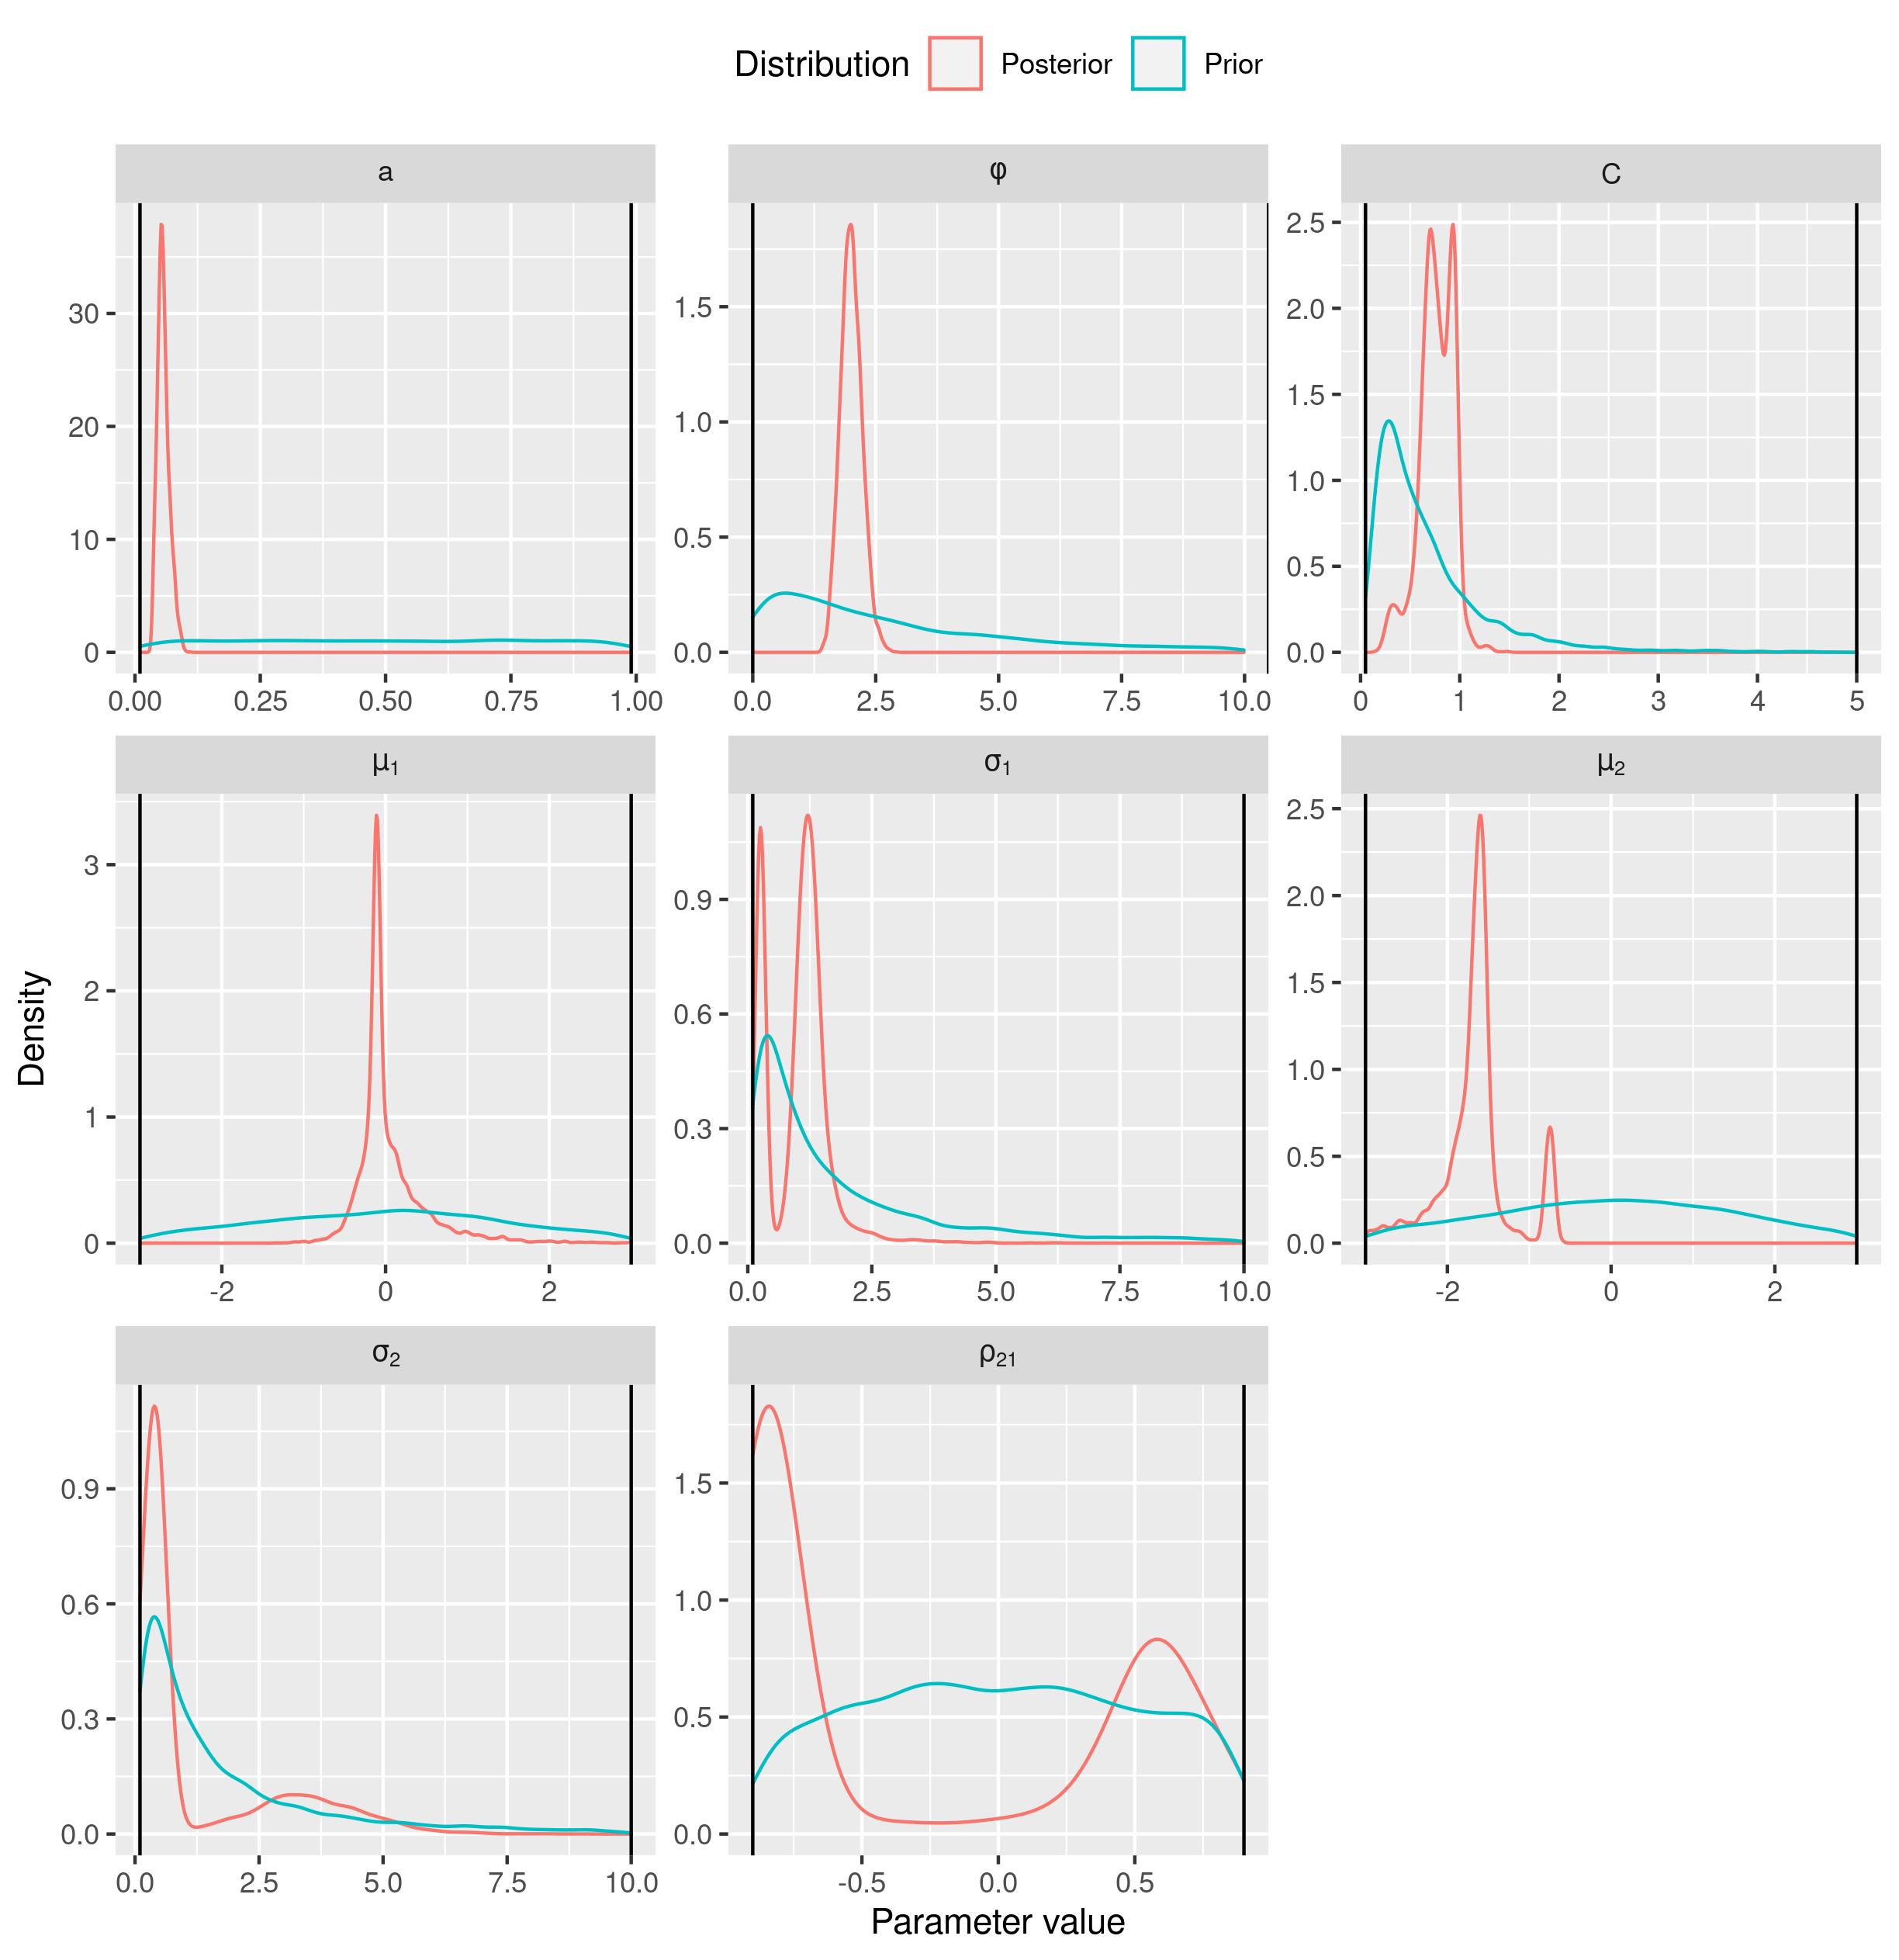 Distribution Posterior Prior
a
φ
C
30
20
10
0
0.00 0.25 0.50 0.75 1.00
1.5
1.0
0.5
0.0
0.0 2.5 5.0 7.5 10.0
2.5
2.0
1.5
1.0
0.5
0.0
0 1 2 3 4 5
μ₁
σ₁
μ₂
3
2
1
0
-2 0 2
0.9
0.6
0.3
0.0
0.0 2.5 5.0 7.5 10.0
2.5
2.0
1.5
1.0
0.5
0.0
-2 0 2
σ₂
ρ₂₁
0.9
0.6
0.3
0.0
0.0 2.5 5.0 7.5 10.0
1.5
1.0
0.5
0.0
-0.5 0.0 0.5
Density
Parameter value